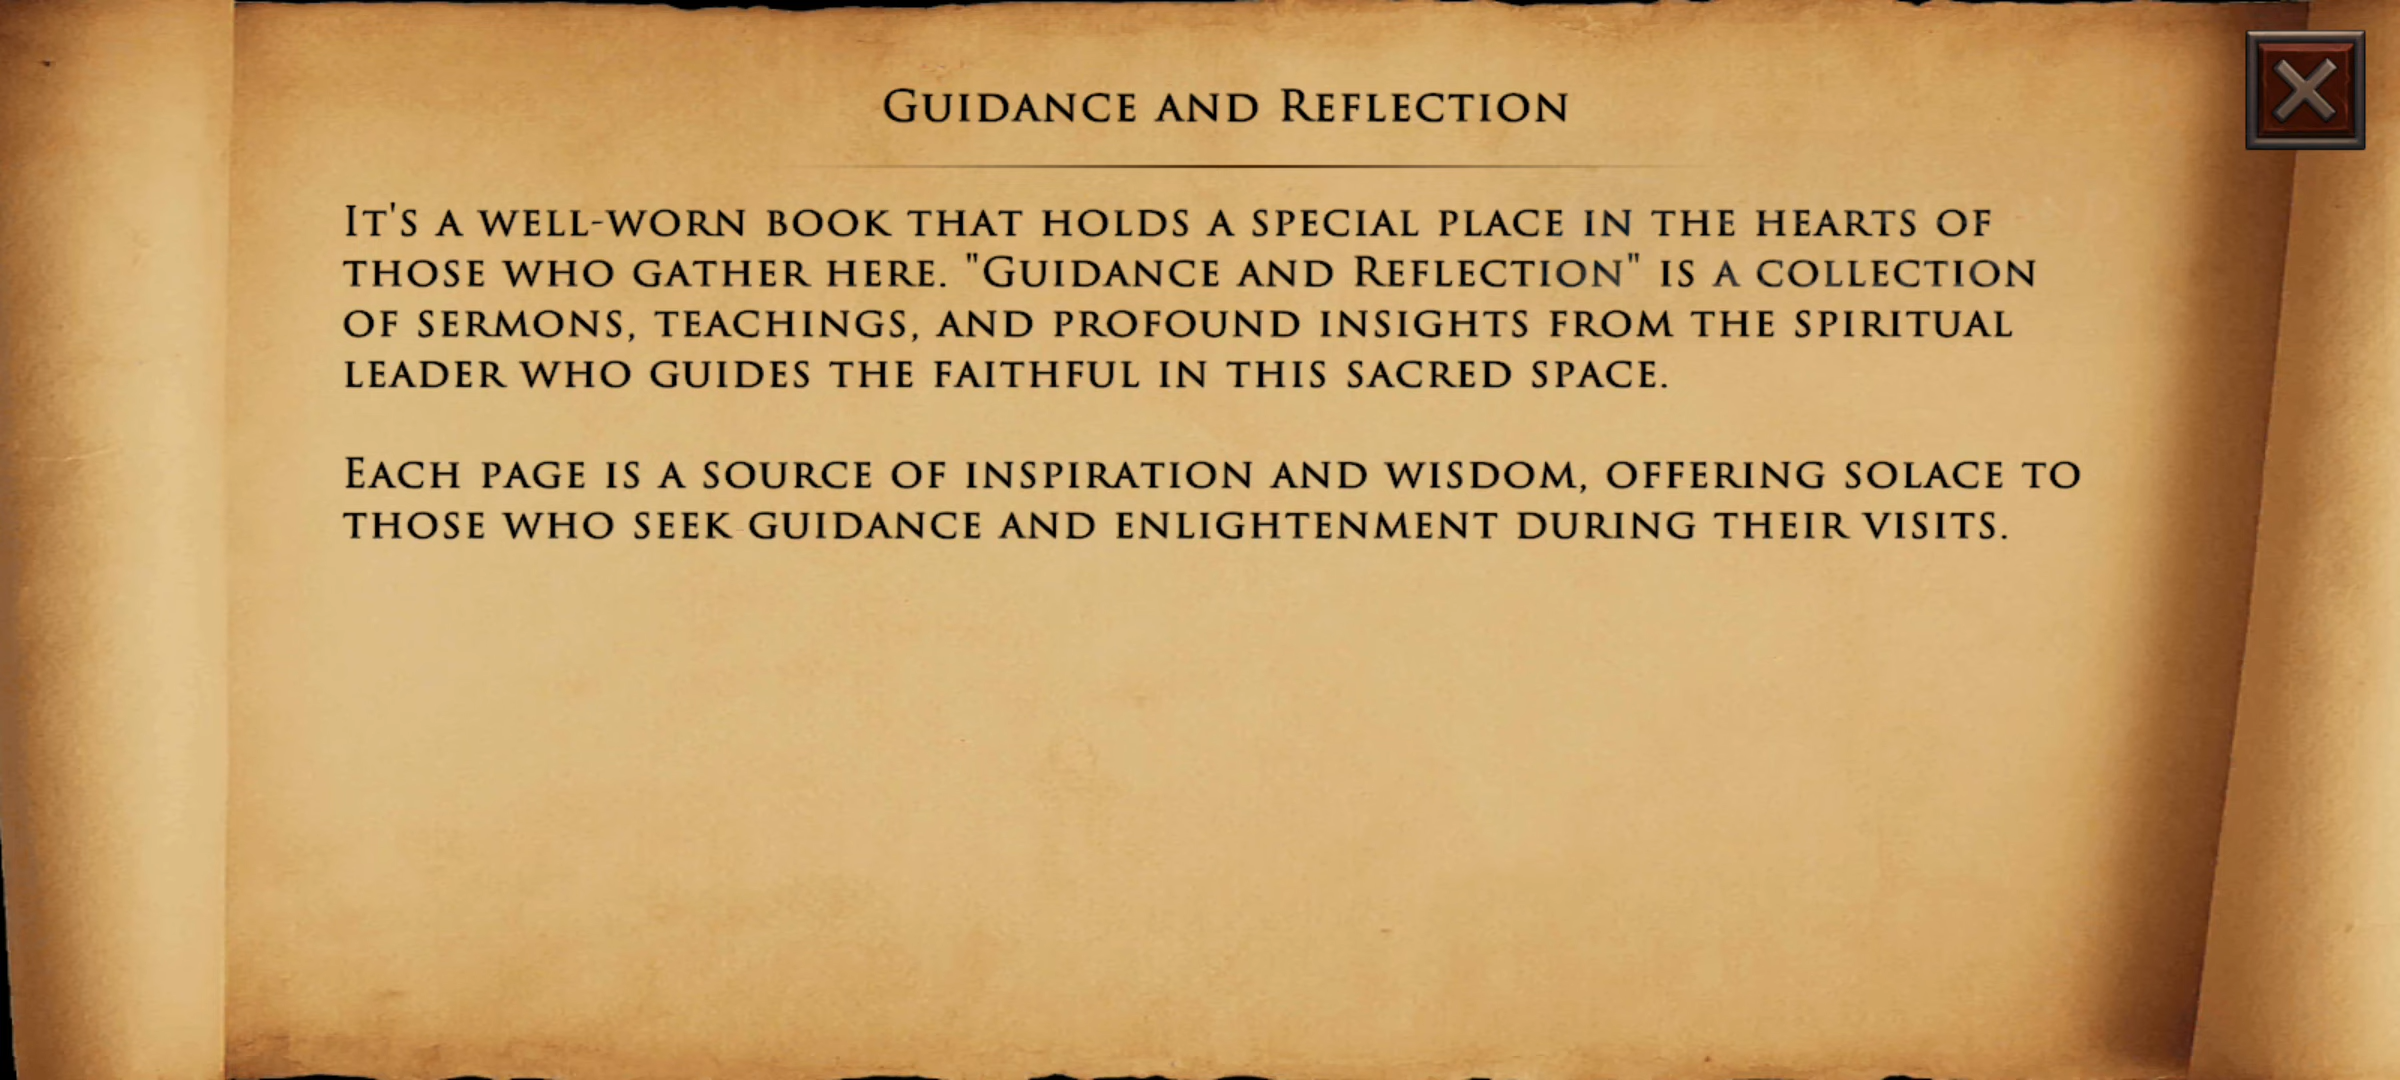 Guidance and Reflection
It's a well-worn book that holds a special place in the hearts of
those who gather here. "Guidance and Reflection" is a collection
of sermons, teachings, and profound insights from the spiritual
leader who guides the faithful in this sacred space.
Each page is a source of inspiration and wisdom, offering solace to
those who seek guidance and enlightenment during their visits.